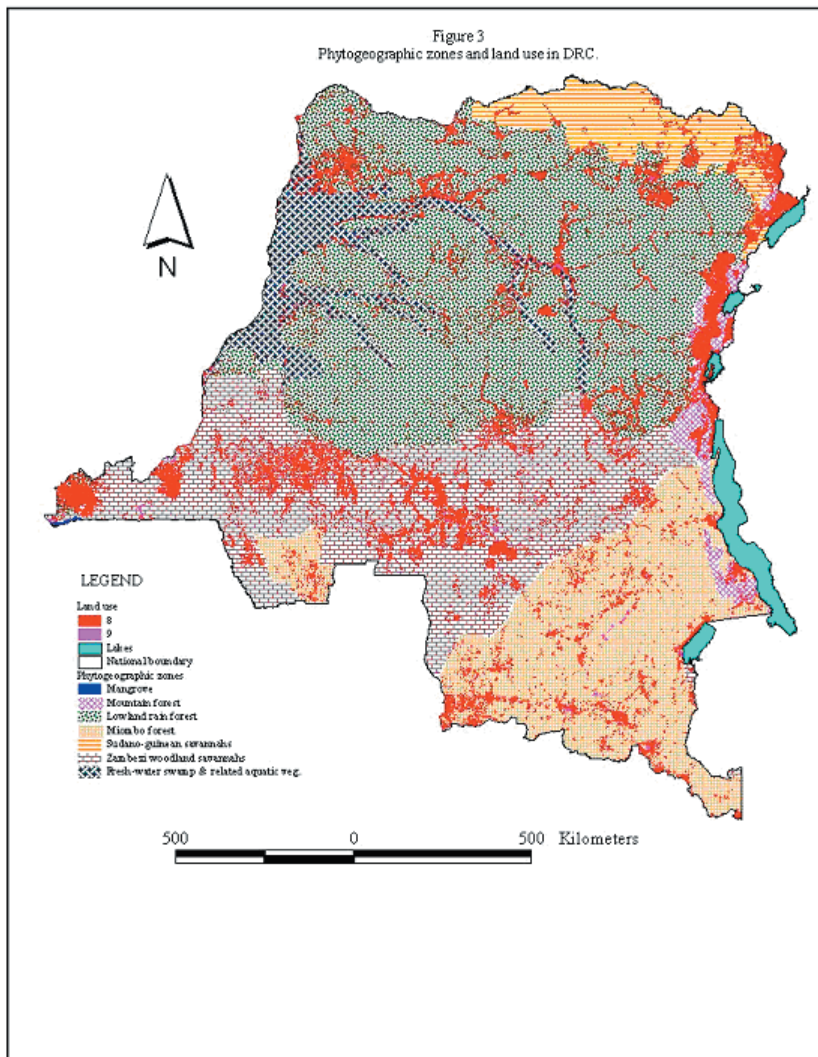 Figure 3
Phytogeographic zones and land use in DRC.
N
LEGEND
Land use
8
9
Lakes
National boundary
Phytogeographic zones
Mangrove
Mountain forest
Lowland rain forest
Miombo forest
Sudano-guinean savannahs
Zambezi woodland savannahs
Fresh-water swamp & related aquatic veg.
500 0 500 Kilometers